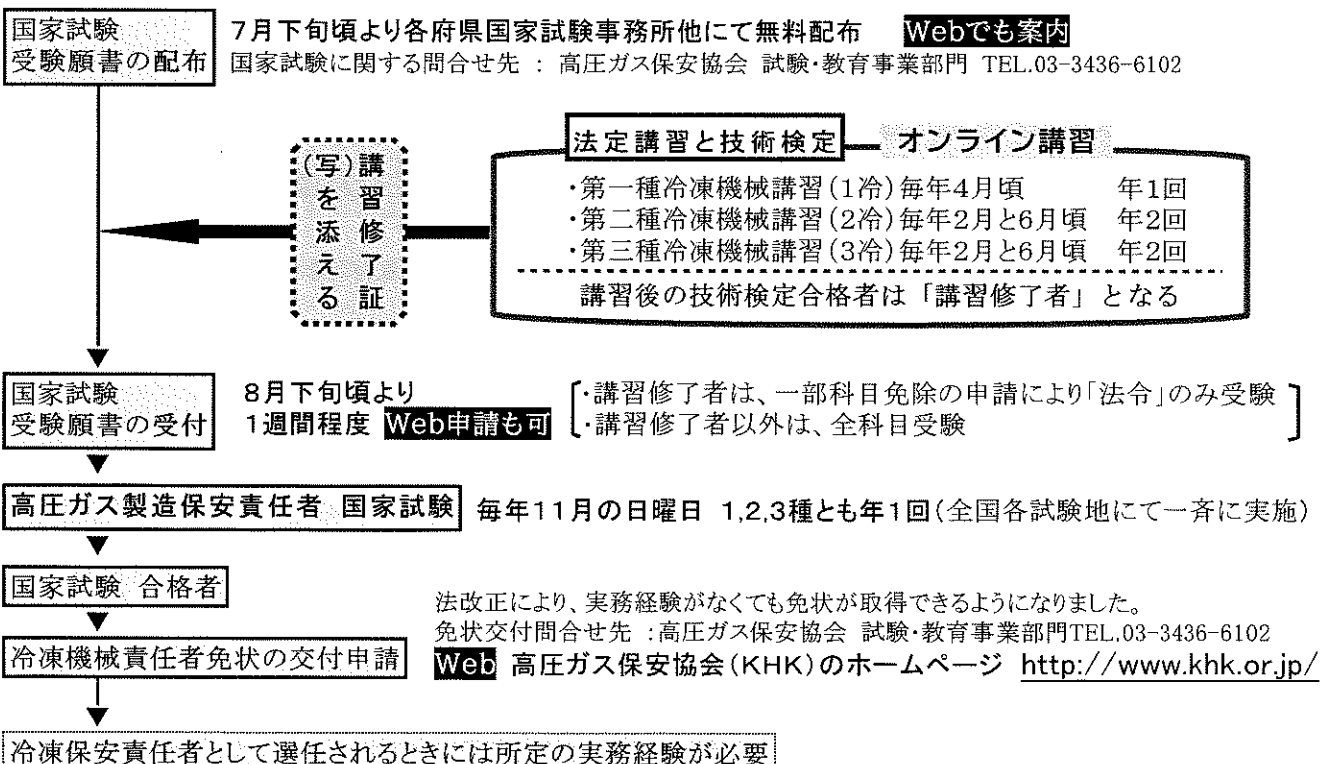 国家試験
受験願書の配布
7月下旬頃より各府県国家試験事務所他にて無料配布 Webでも案内
国家試験に関する問合せ先 : 高圧ガス保安協会 試験・教育事業部門 TEL.03-3436-6102
法定講習と技術検定 オンライン講習
・第一種冷凍機械講習(1冷)毎年4月頃 年1回
・第二種冷凍機械講習(2冷)毎年2月と6月頃 年2回
・第三種冷凍機械講習(3冷)毎年2月と6月頃 年2回
講習後の技術検定合格者は「講習修了者」となる
講習修了証
(写)を添える
国家試験
受験願書の受付
8月下旬頃より
1週間程度 Web申請も可
・講習修了者は、一部科目免除の申請により「法令」のみ受験
・講習修了者以外は、全科目受験
高圧ガス製造保安責任者 国家試験 毎年11月の日曜日 1,2,3種とも年1回(全国各試験地にて一斉に実施)
国家試験 合格者
法改正により、実務経験がなくても免状が取得できるようになりました。
免状交付問合せ先 :高圧ガス保安協会 試験・教育事業部門TEL.03-3436-6102
冷凍機械責任者免状の交付申請
Web 高圧ガス保安協会(KHK)のホームページ http://www.khk.or.jp/
冷凍保安責任者として選任されるときには所定の実務経験が必要